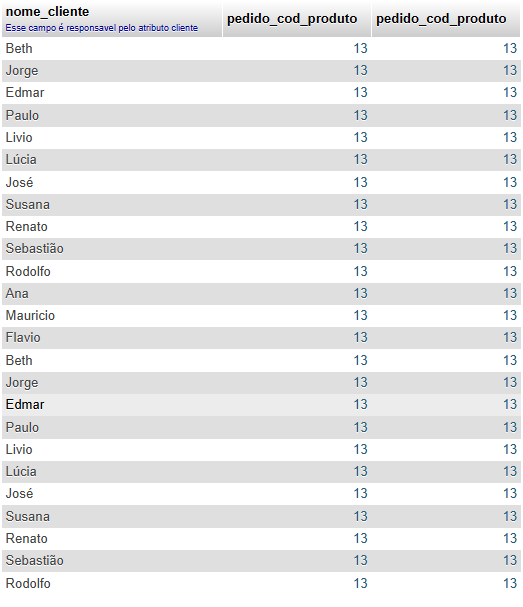 nome_cliente pedido_cod_produto pedido_cod_produto
Esse campo é responsavel pelo atributo cliente
Beth 13 13
Jorge 13 13
Edmar 13 13
Paulo 13 13
Livio 13 13
Lúcia 13 13
José 13 13
Susana 13 13
Renato 13 13
Sebastião 13 13
Rodolfo 13 13
Ana 13 13
Mauricio 13 13
Flavio 13 13
Beth 13 13
Jorge 13 13
Edmar 13 13
Paulo 13 13
Livio 13 13
Lúcia 13 13
José 13 13
Susana 13 13
Renato 13 13
Sebastião 13 13
Rodolfo 13 13